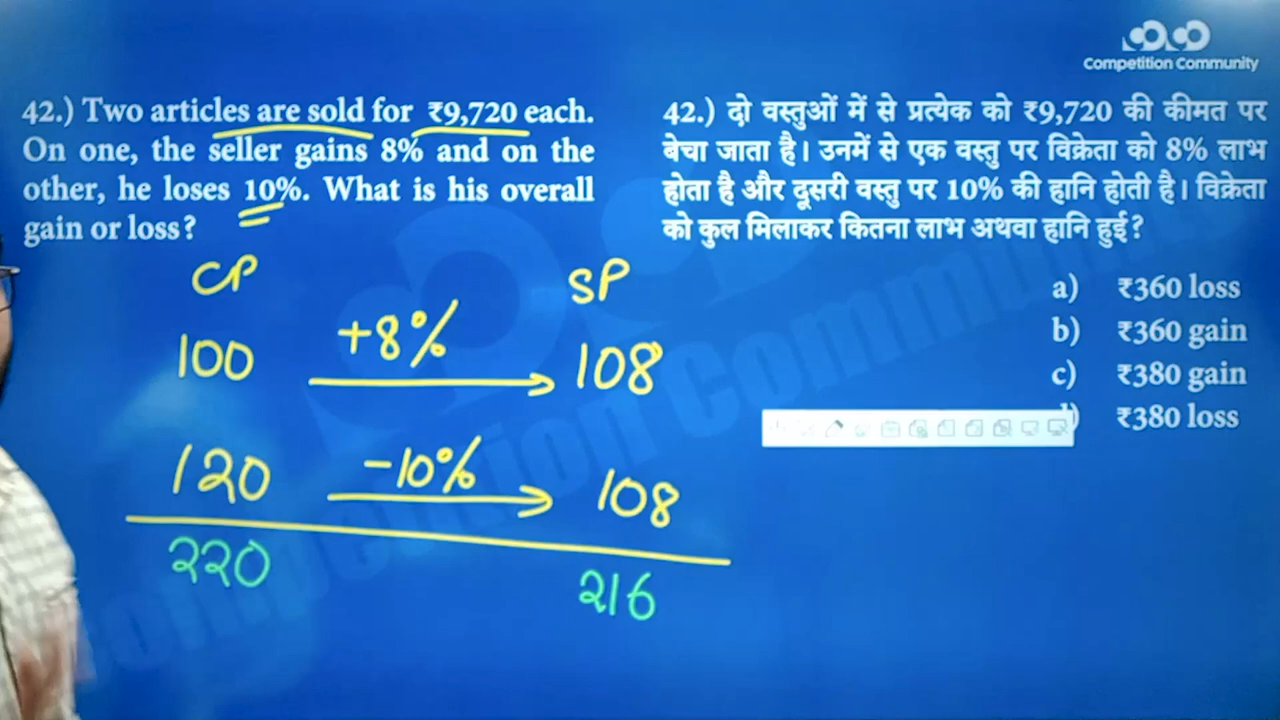 Competition Community
42.) Two articles are sold for ₹9,720 each.
On one, the seller gains 8% and on the
other, he loses 10%. What is his overall
gain or loss?
42.) दो वस्तुओं में से प्रत्येक को ₹9,720 की कीमत पर
बेचा जाता है। उनमें से एक वस्तु पर विक्रेता को 8% लाभ
होता है और दूसरी वस्तु पर 10% की हानि होती है। विक्रेता
को कुल मिलाकर कितना लाभ अथवा हानि हुई?
a) ₹360 loss
b) ₹360 gain
c) ₹380 gain
₹380 loss
CP SP
100 +8% 108
120 -10% 108
220 216
Competition Community